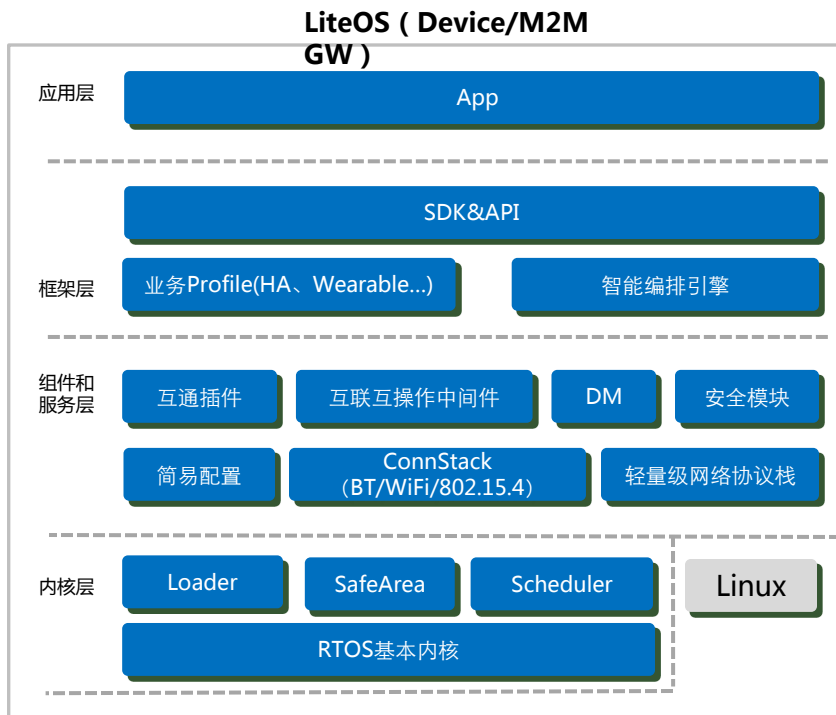 LiteOS（Device/M2M
GW）
应用层
App
SDK&API
框架层
业务Profile(HA、Wearable...)
智能编排引擎
组件和
服务层
互通插件
互联互操作中间件
DM
安全模块
简易配置
ConnStack
（BT/WiFi/802.15.4）
轻量级网络协议栈
内核层
Loader
SafeArea
Scheduler
Linux
RTOS基本内核